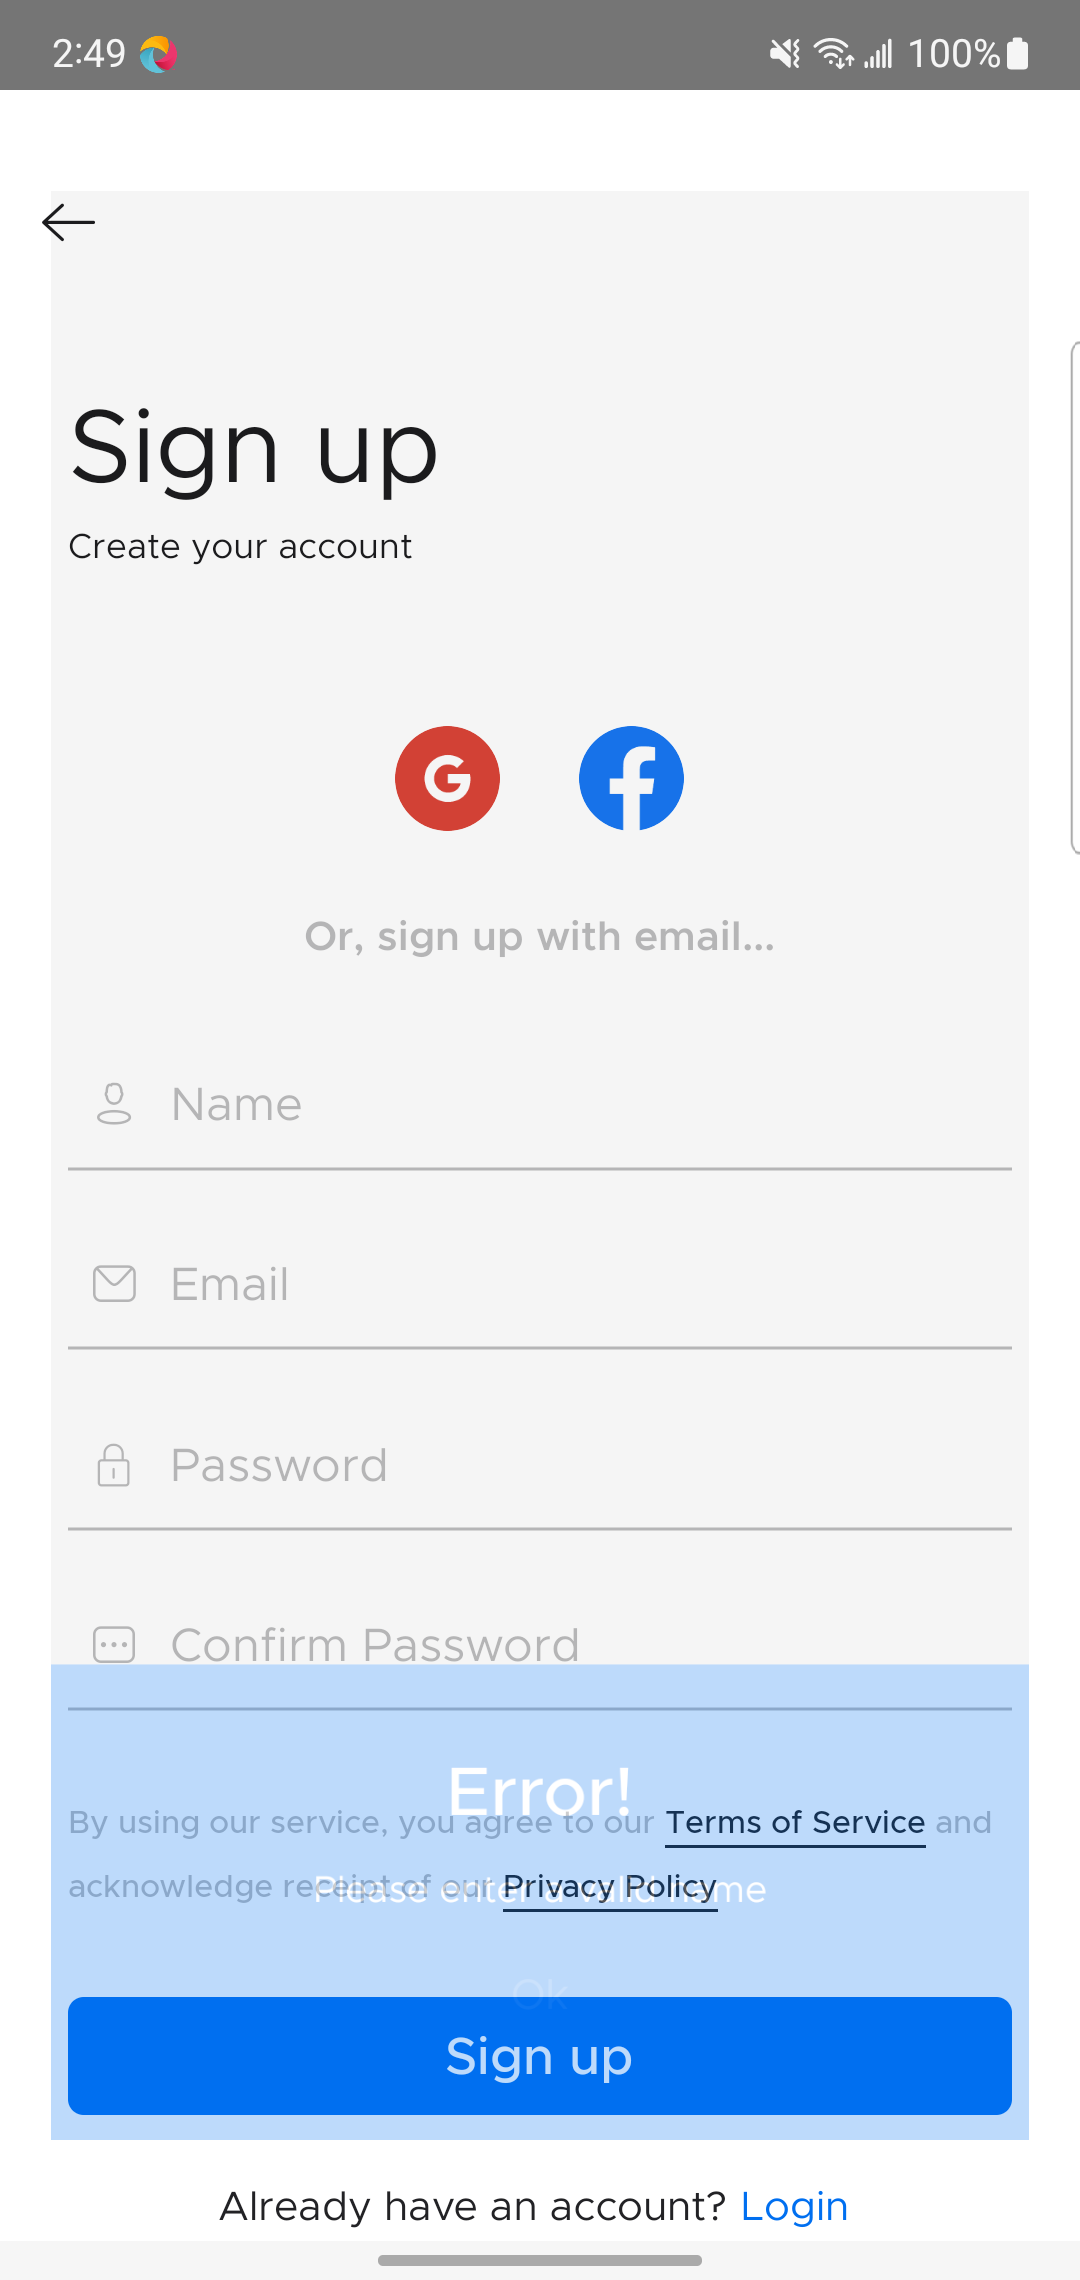 2:49 100%
Sign up
Create your account
G f
Or, sign up with email...
Name
Email
Password
Confirm Password
Error!
By using our service, you agree to our Terms of Service and
acknowledge receipt of our Privacy Policy
Please enter a valid name
Ok
Sign up
Already have an account? Login